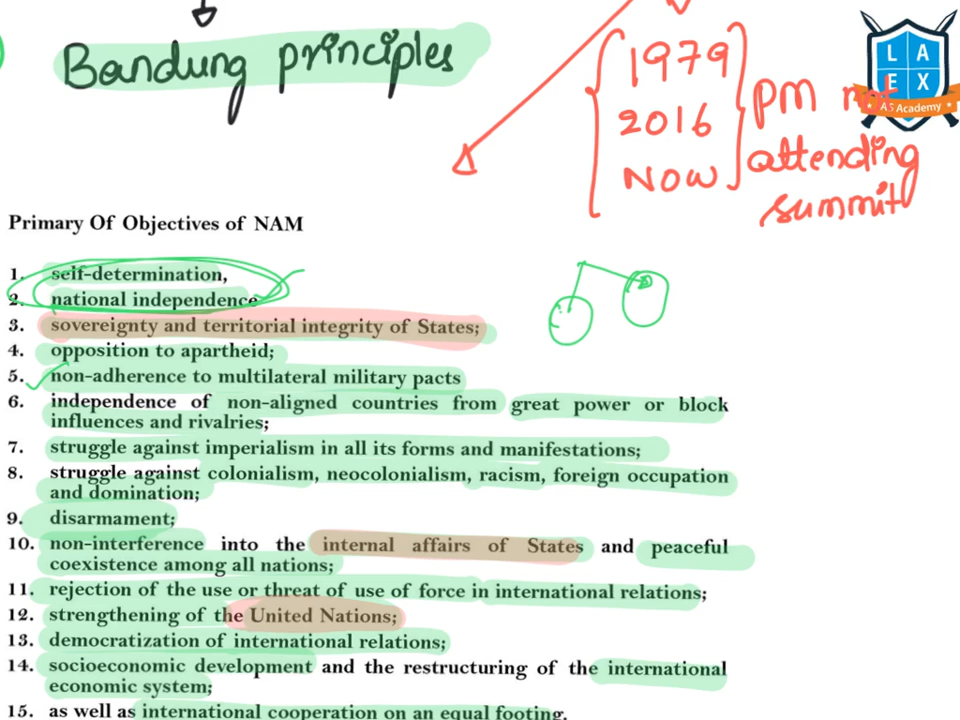 Bandung principles
1979
2016
NOW
PM not
attending
summit
L A
E X
AS Academy
Primary Of Objectives of NAM
1. self-determination,
2. national independence
3. sovereignty and territorial integrity of States;
4. opposition to apartheid;
5. non-adherence to multilateral military pacts
6. independence of non-aligned countries from great power or block
influences and rivalries;
7. struggle against imperialism in all its forms and manifestations;
8. struggle against colonialism, neocolonialism, racism, foreign occupation
and domination;
9. disarmament;
10. non-interference into the internal affairs of States and peaceful
coexistence among all nations;
11. rejection of the use or threat of use of force in international relations;
12. strengthening of the United Nations;
13. democratization of international relations;
14. socioeconomic development and the restructuring of the international
economic system;
15. as well as international cooperation on an equal footing.